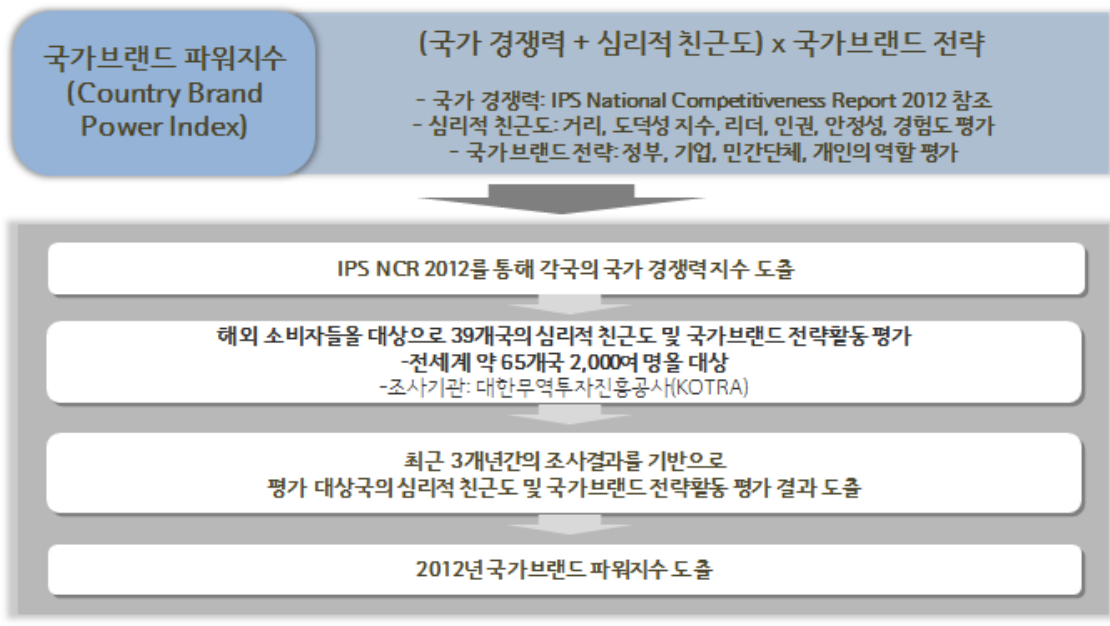 국가브랜드 파워지수
(Country Brand
Power Index)
(국가 경쟁력 + 심리적 친근도) x 국가브랜드 전략
- 국가 경쟁력: IPS National Competitiveness Report 2012 참조
- 심리적 친근도: 거리, 도덕성 지수, 리더, 인권, 안정성, 경험도 평가
- 국가브랜드 전략: 정부, 기업, 민간단체, 개인의 역할 평가
IPS NCR 2012를 통해 각국의 국가 경쟁력 지수 도출
해외 소비자들을 대상으로 39개국의 심리적 친근도 및 국가브랜드 전략활동 평가
-전세계 약 65개국 2,000여 명을 대상
-조사기관: 대한무역투자진흥공사(KOTRA)
최근 3개년간의 조사결과를 기반으로
평가 대상국의 심리적 친근도 및 국가브랜드 전략활동 평가 결과 도출
2012년 국가브랜드 파워지수 도출